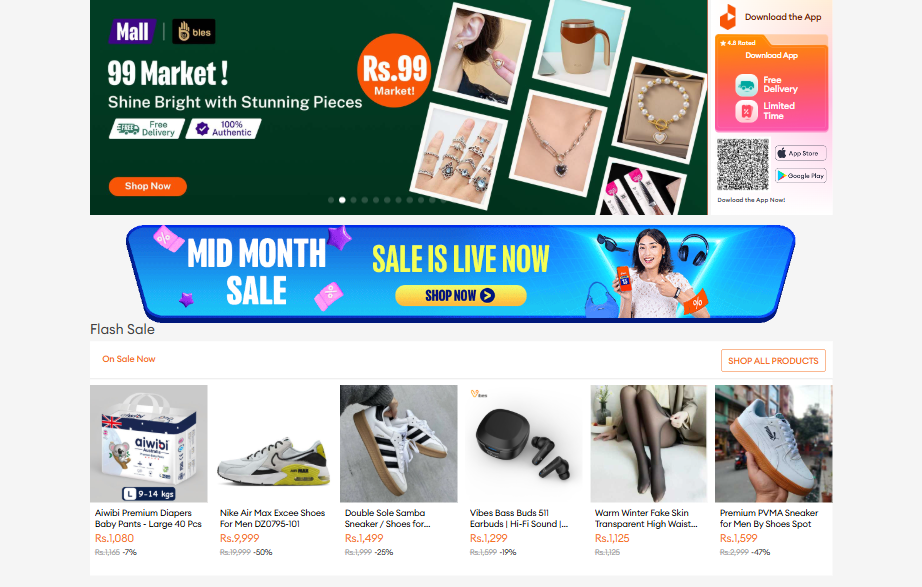 Mall
bles
99 Market !
Shine Bright with Stunning Pieces
FREE Free Delivery
100% Authentic
Shop Now
Rs.99
Market!
Download the App
★ 4.8 Rated
Download App
Free
Delivery
Limited
Time
App Store
Google Play
Dowload the App Now!
MID MONTH
SALE
SALE IS LIVE NOW
SHOP NOW
Flash Sale
On Sale Now
SHOP ALL PRODUCTS
aiwibi
Australia
L 9-14 kgs
Aiwibi Premium Diapers
Baby Pants - Large 40 Pcs
Rs.1,080
Rs.1,165 -7%
Nike Air Max Excee Shoes
For Men DZ0795-101
Rs.9,999
Rs.19,999 -50%
Double Sole Samba
Sneaker / Shoes for...
Rs.1,499
Rs.1,999 -25%
Vibes
Vibes Bass Buds 511
Earbuds | Hi-Fi Sound |...
Rs.1,299
Rs.1,599 -19%
Warm Winter Fake Skin
Transparent High Waist...
Rs.1,125
Rs.1,125
PUMA
Premium PVMA Sneaker
for Men By Shoes Spot
Rs.1,599
Rs.2,999 -47%